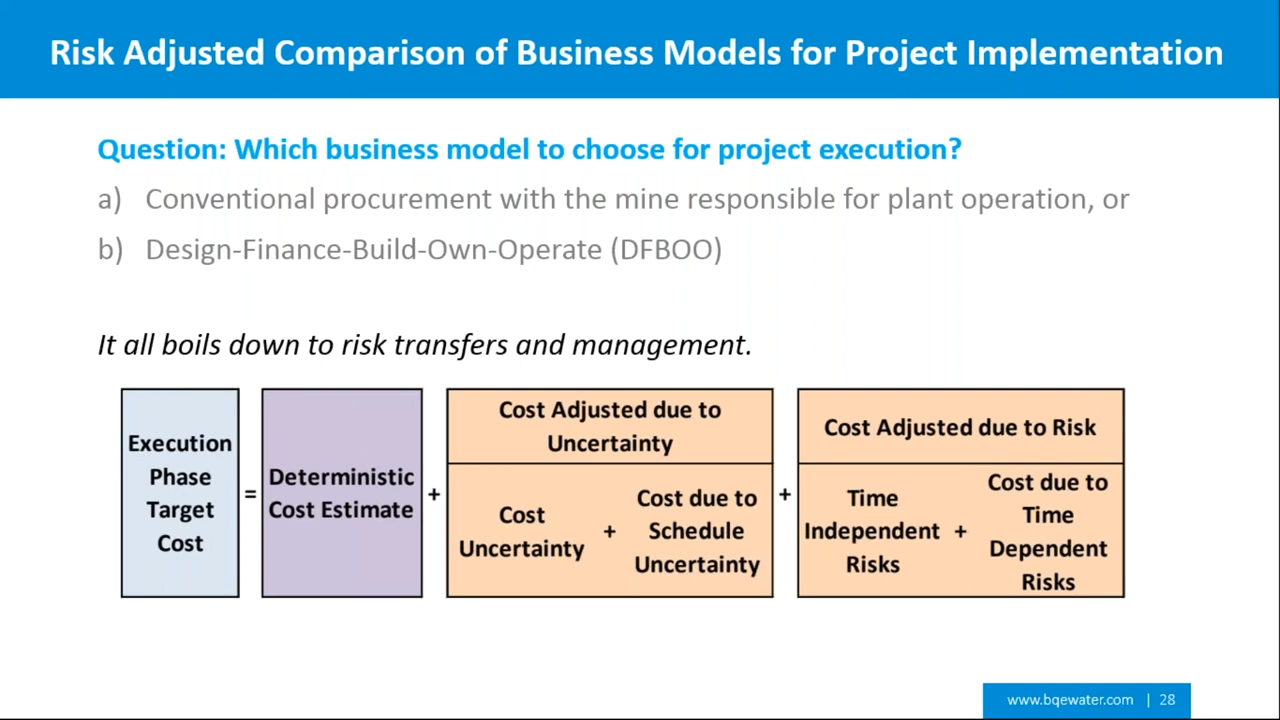 Risk Adjusted Comparison of Business Models for Project Implementation
Question: Which business model to choose for project execution?
a) Conventional procurement with the mine responsible for plant operation, or
b) Design-Finance-Build-Own-Operate (DFBOO)
It all boils down to risk transfers and management.
Execution
Phase
Target
Cost
=
Deterministic
Cost Estimate
+
Cost Adjusted due to
Uncertainty
Cost
Uncertainty
+
Cost due to
Schedule
Uncertainty
+
Cost Adjusted due to Risk
Time
Independent
Risks
+
Cost due to
Time
Dependent
Risks
www.bqewater.com | 28